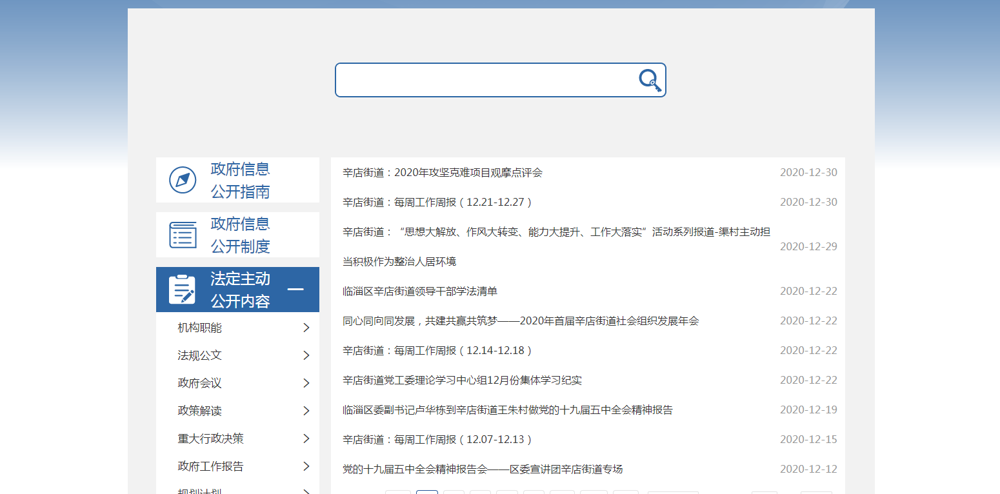 政府信息
公开指南
政府信息
公开制度
法定主动
公开内容
机构职能
法规公文
政府会议
政策解读
重大行政决策
政府工作报告
规划计划
辛店街道：2020年攻坚克难项目观摩点评会 2020-12-30
辛店街道：每周工作周报（12.21-12.27） 2020-12-30
辛店街道：“思想大解放、作风大转变、能力大提升、工作大落实”活动系列报道-渠村主动担
当积极作为整治人居环境 2020-12-29
临淄区辛店街道领导干部学法清单 2020-12-22
同心同向同发展，共建共赢共筑梦——2020年首届辛店街道社会组织发展年会 2020-12-22
辛店街道：每周工作周报（12.14-12.18） 2020-12-22
辛店街道党工委理论学习中心组12月份集体学习纪实 2020-12-22
临淄区委副书记卢华栋到辛店街道王朱村做党的十九届五中全会精神报告 2020-12-19
辛店街道：每周工作周报（12.07-12.13） 2020-12-15
党的十九届五中全会精神报告会——区委宣讲团辛店街道专场 2020-12-12